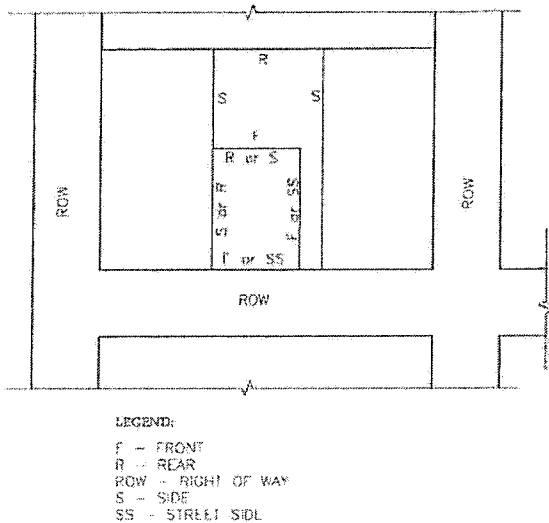 R
S
S
F
R or S
ROW
S or R
F or SS
ROW
F or SS
ROW
LEGEND:
F - FRONT
R - REAR
ROW - RIGHT OF WAY
S - SIDE
SS - STREET SIDE